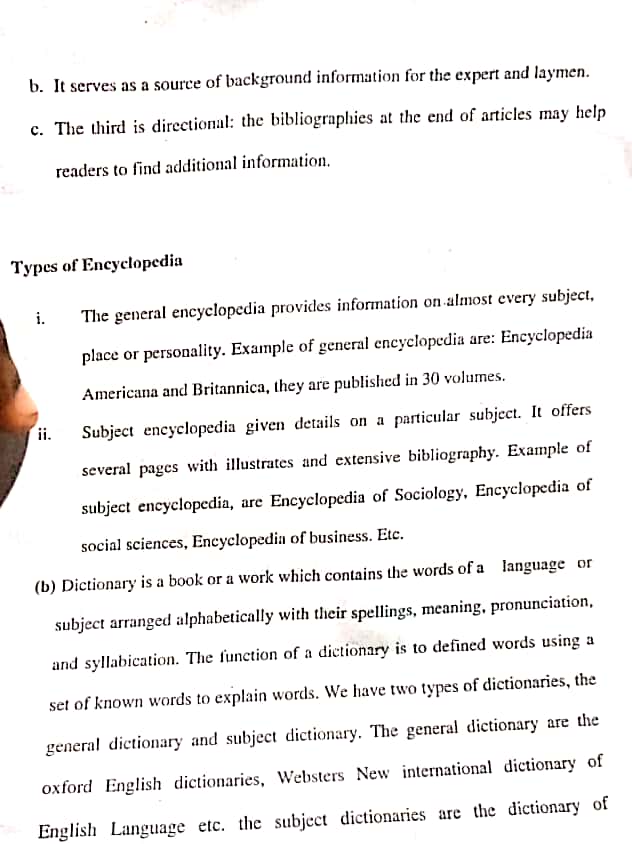 b. It serves as a source of background information for the expert and laymen.
c. The third is directional: the bibliographies at the end of articles may help
readers to find additional information.
Types of Encyclopedia
i. The general encyclopedia provides information on almost every subject,
place or personality. Example of general encyclopedia are: Encyclopedia
Americana and Britannica, they are published in 30 volumes.
ii. Subject encyclopedia given details on a particular subject. It offers
several pages with illustrates and extensive bibliography. Example of
subject encyclopedia, are Encyclopedia of Sociology, Encyclopedia of
social sciences, Encyclopedia of business. Etc.
(b) Dictionary is a book or a work which contains the words of a language or
subject arranged alphabetically with their spellings, meaning, pronunciation,
and syllabication. The function of a dictionary is to defined words using a
set of known words to explain words. We have two types of dictionaries, the
general dictionary and subject dictionary. The general dictionary are the
oxford English dictionaries, Websters New international dictionary of
English Language etc. the subject dictionaries are the dictionary of